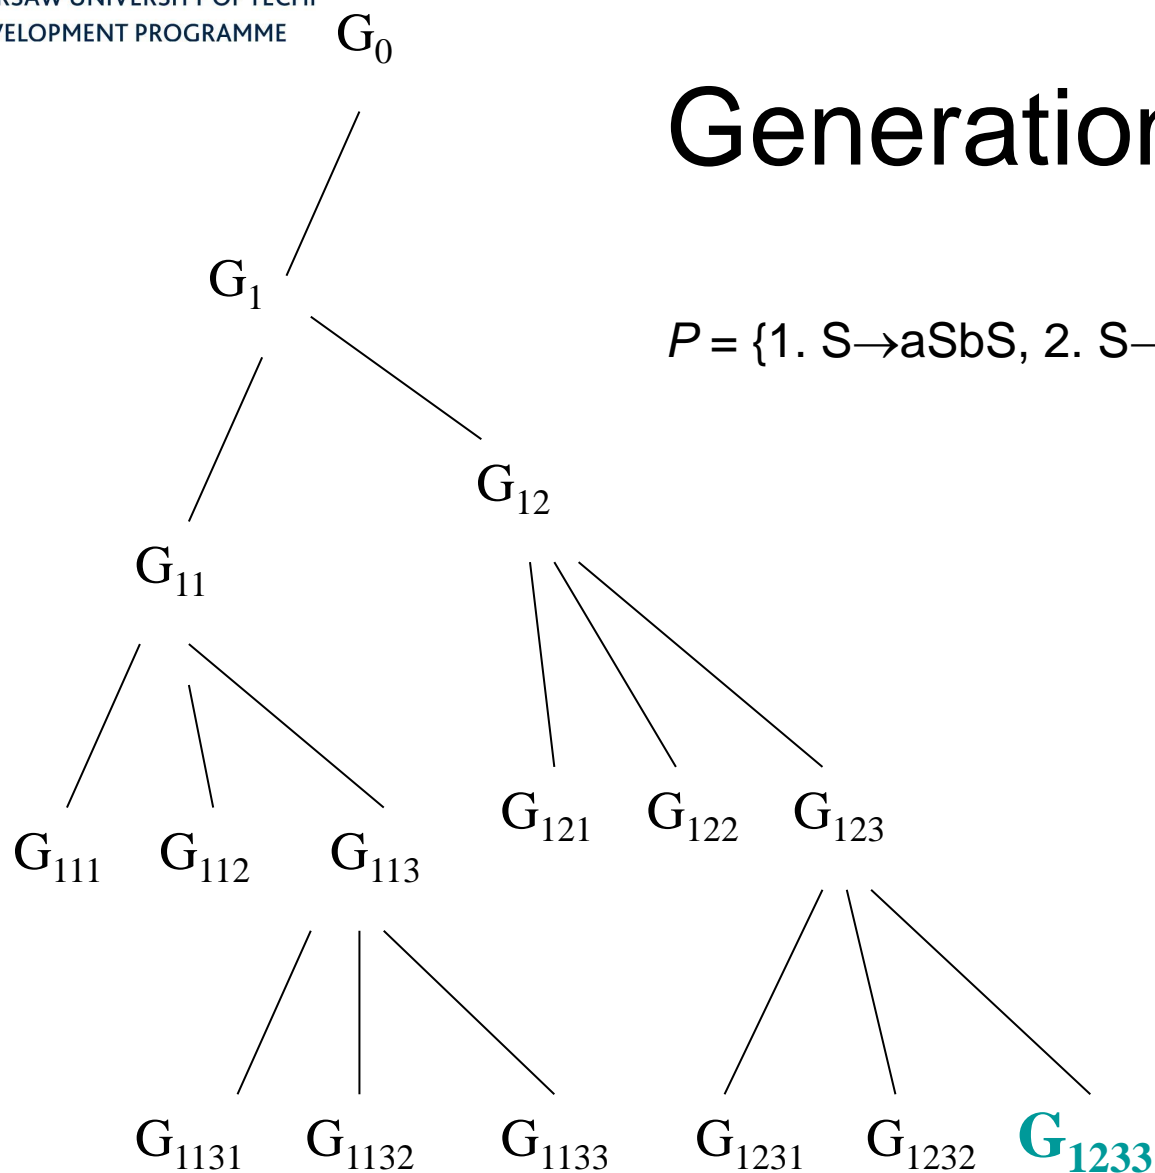 VELOPMENT PROGRAMME
G₀
Generation
G₁
P = {1. S→aSbS, 2. S
G₁₂
G₁₁
G₁₂₁ G₁₂₂ G₁₂₃
G₁₁₁ G₁₁₂ G₁₁₃
G₁₁₃₁ G₁₁₃₂ G₁₁₃₃ G₁₂₃₁ G₁₂₃₂ G₁₂₃₃